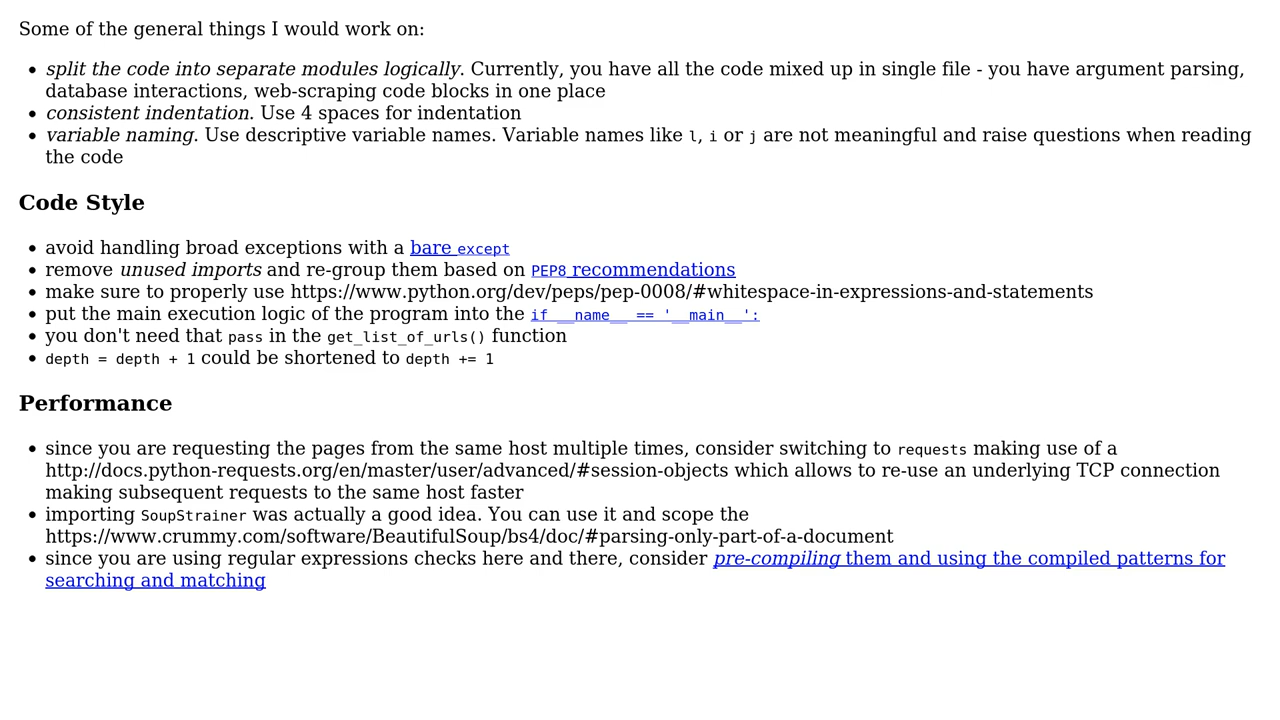 Some of the general things I would work on:
• split the code into separate modules logically. Currently, you have all the code mixed up in single file - you have argument parsing,
database interactions, web-scraping code blocks in one place
• consistent indentation. Use 4 spaces for indentation
• variable naming. Use descriptive variable names. Variable names like l, i or j are not meaningful and raise questions when reading
the code
Code Style
• avoid handling broad exceptions with a bare except
• remove unused imports and re-group them based on PEP8 recommendations
• make sure to properly use https://www.python.org/dev/peps/pep-0008/#whitespace-in-expressions-and-statements
• put the main execution logic of the program into the if __name__ == '__main__':
• you don't need that pass in the get_list_of_urls() function
• depth = depth + 1 could be shortened to depth += 1
Performance
• since you are requesting the pages from the same host multiple times, consider switching to requests making use of a
http://docs.python-requests.org/en/master/user/advanced/#session-objects which allows to re-use an underlying TCP connection
making subsequent requests to the same host faster
• importing SoupStrainer was actually a good idea. You can use it and scope the
https://www.crummy.com/software/BeautifulSoup/bs4/doc/#parsing-only-part-of-a-document
• since you are using regular expressions checks here and there, consider pre-compiling them and using the compiled patterns for
searching and matching